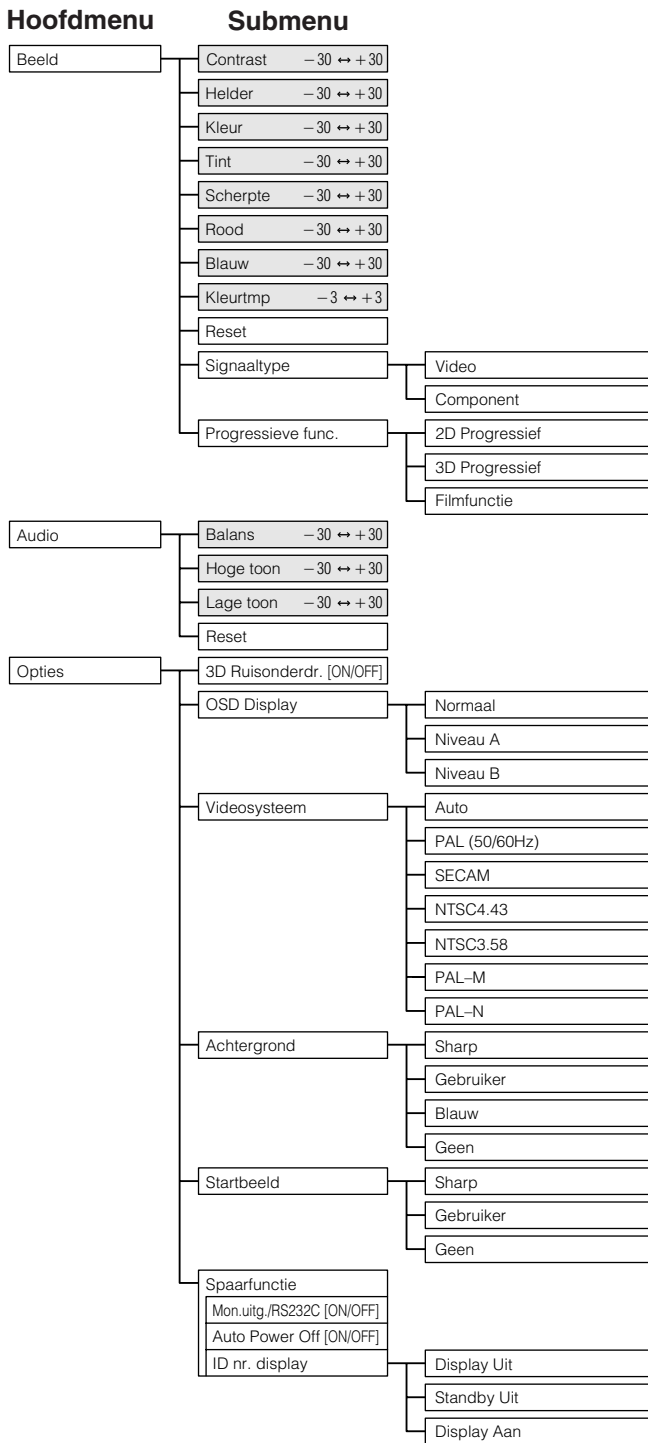 Hoofdmenu Submenu
Beeld Contrast −30 ↔ +30
Helder −30 ↔ +30
Kleur −30 ↔ +30
Tint −30 ↔ +30
Scherpte −30 ↔ +30
Rood −30 ↔ +30
Blauw −30 ↔ +30
Kleurtmp −3 ↔ +3
Reset
Signaaltype Video
Component
Progressieve func. 2D Progressief
3D Progressief
Filmfunctie
Audio Balans −30 ↔ +30
Hoge toon −30 ↔ +30
Lage toon −30 ↔ +30
Reset
Opties 3D Ruisonderdr. [ON/OFF]
OSD Display Normaal
Niveau A
Niveau B
Videosysteem Auto
PAL (50/60Hz)
SECAM
NTSC4.43
NTSC3.58
PAL–M
PAL–N
Achtergrond Sharp
Gebruiker
Blauw
Geen
Startbeeld Sharp
Gebruiker
Geen
Spaarfunctie
Mon.uitg./RS232C [ON/OFF]
Auto Power Off [ON/OFF]
ID nr. display Display Uit
Standby Uit
Display Aan